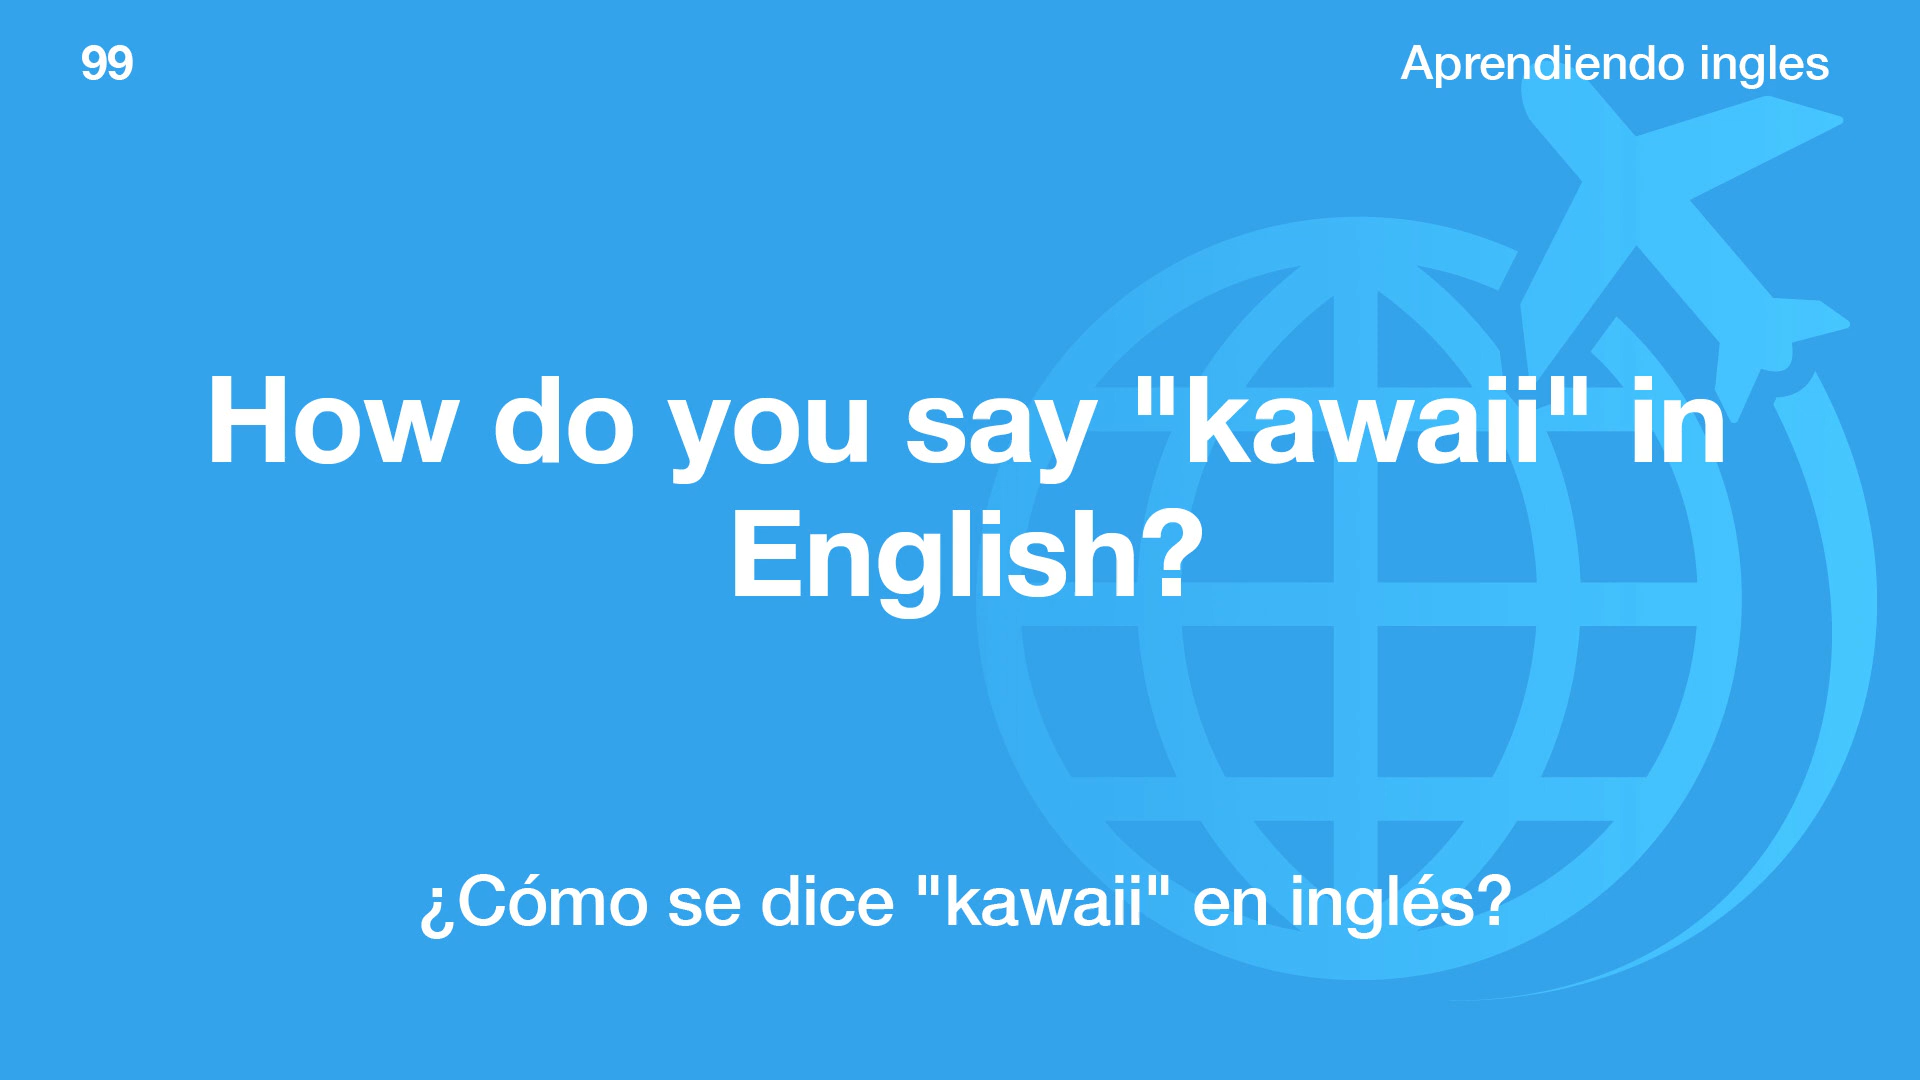 99
Aprendiendo ingles
How do you say "kawaii" in
English?
¿Cómo se dice "kawaii" en inglés?